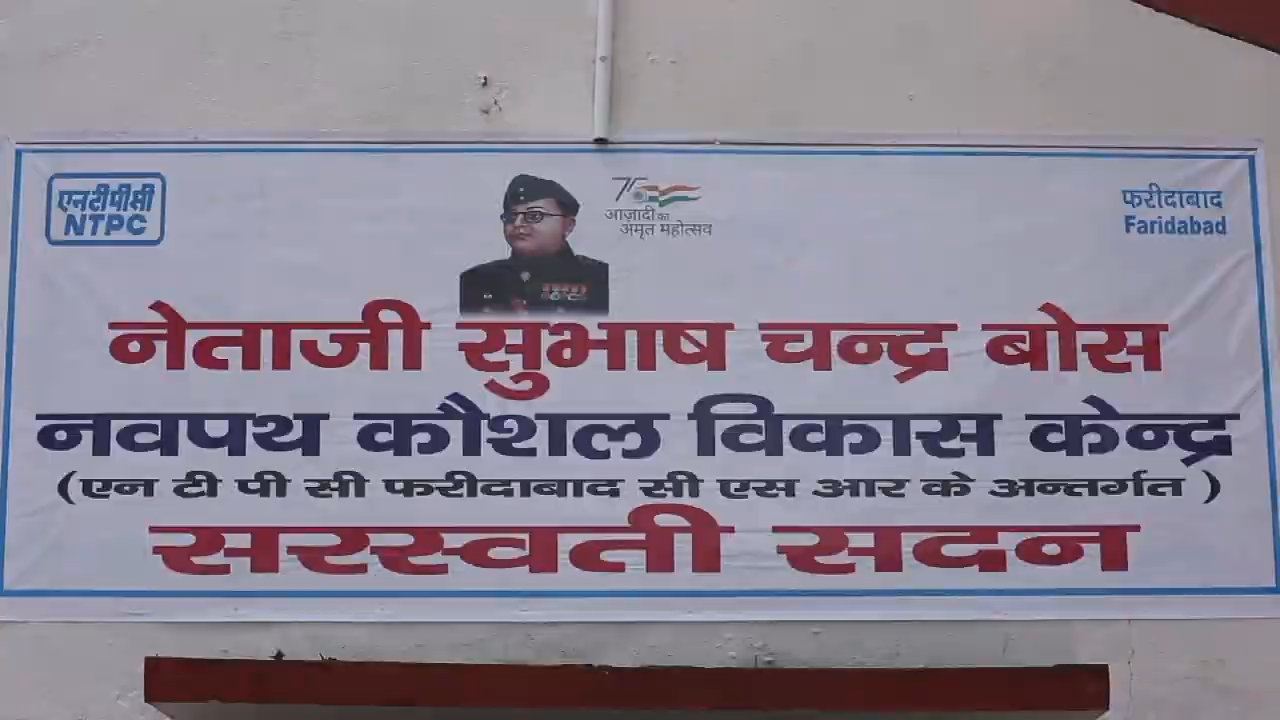 एनटीपीसी
NTPC
75
आज़ादी का
अमृत महोत्सव
फरीदाबाद
Faridabad
नेताजी सुभाष चन्द्र बोस
नवपथ कौशल विकास केन्द्र
(एन टी पी सी फरीदाबाद सी एस आर के अन्तर्गत )
सरस्वती सदन